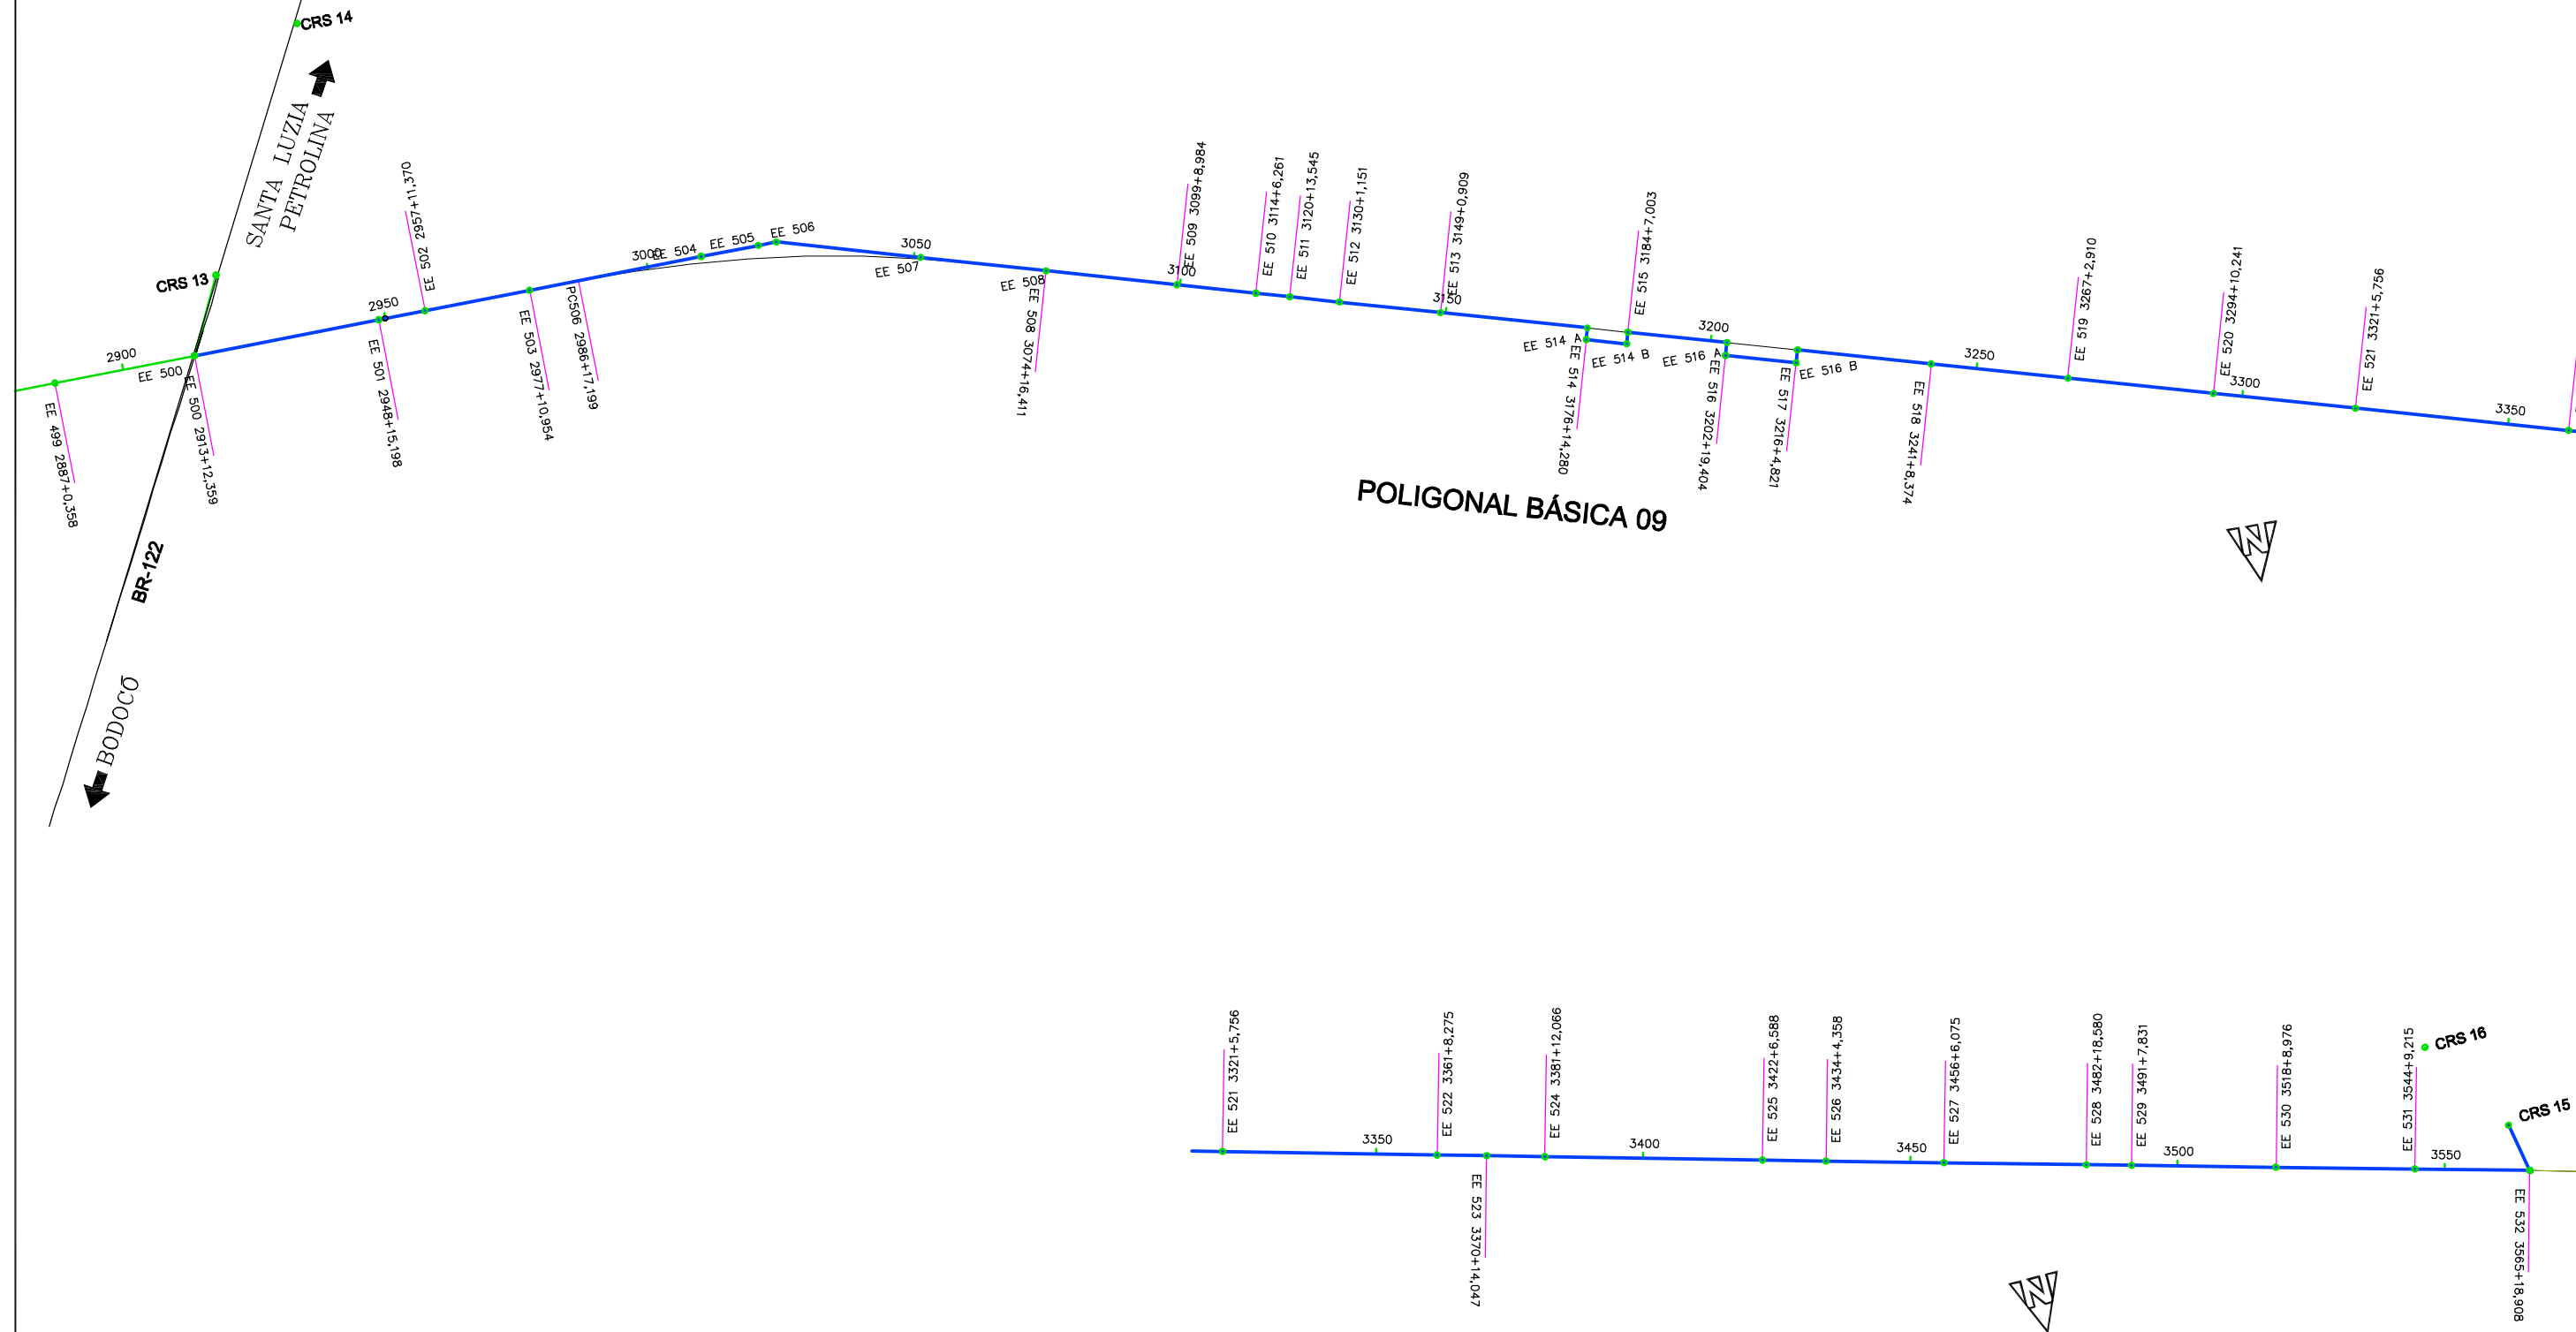 CRS 14
SANTA LUZIA
PETROLINA
CRS 13
2900
EE 500
EE 499 2887+0,358
EE 500 2913+12,359
BR-122
BODOCÓ
2950
EE 501 2948+15,198
EE 502 2957+11,370
EE 503 2977+10,954
PC506 2986+17,199
3000
EE 504
EE 505
EE 506
3050
EE 507
EE 508
EE 508 3074+16,411
3100
EE 509 3099+8,984
EE 510 3114+6,261
EE 511 3120+13,545
EE 512 3130+1,151
3150
EE 513 3149+0,909
EE 514 A
EE 514 3176+14,280
EE 514 B
EE 515 3184+7,003
3200
EE 516 A
EE 516 3202+19,404
EE 517 3216+4,821
EE 516 B
EE 518 3241+8,374
3250
EE 519 3267+2,910
EE 520 3294+10,241
3300
EE 521 3321+5,756
3350
POLIGONAL BÁSICA 09
N
EE 521 3321+5,756
3350
EE 522 3361+8,275
EE 523 3370+14,047
EE 524 3381+12,066
3400
EE 525 3422+6,588
EE 526 3434+4,358
3450
EE 527 3456+6,075
EE 528 3482+18,580
EE 529 3491+7,831
3500
EE 530 3518+8,976
EE 531 3544+9,215
3550
CRS 16
CRS 15
EE 532 3565+18,908
N